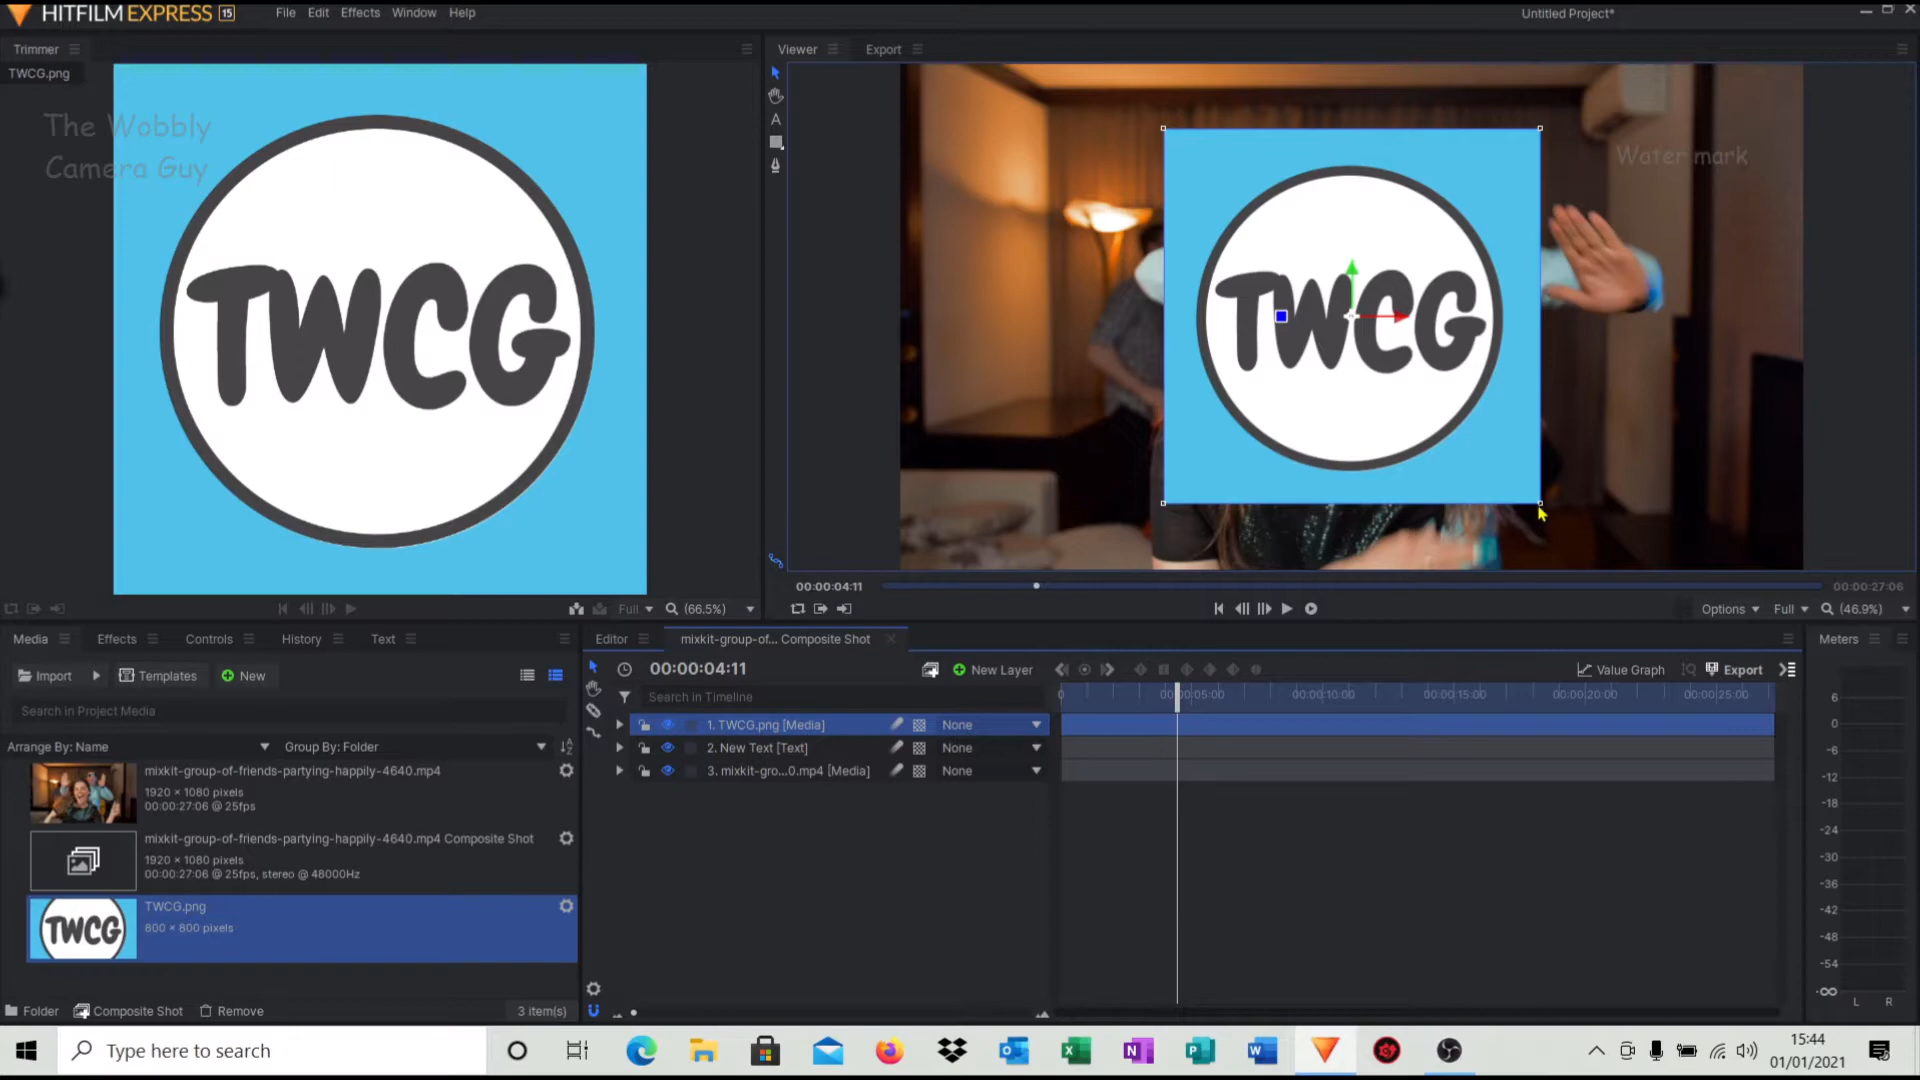 HITFILM EXPRESS 15
File Edit Effects Window Help
Untitled Project*
Trimmer
Viewer Export
TWCG.png
The Wobbly
Camera Guy
TWCG
A
Water mark
TWCG
00:00:04:11
00:00:27:06
Full (66.5%)
Options Full (46.9%)
Media Effects Controls History Text
Editor mixkit-group-of... Composite Shot
Meters
Import Templates New
00:00:04:11 New Layer Value Graph Export
Search in Project Media
Search in Timeline
0 00:00:05:00 00:00:10:00 00:00:15:00 00:00:20:00 00:00:25:00
Arrange By: Name Group By: Folder
1. TWCG.png [Media] None
2. New Text [Text] None
3. mixkit-gro...0.mp4 [Media] None
mixkit-group-of-friends-partying-happily-4640.mp4
1920 × 1080 pixels
00:00:27:06 @ 25fps
mixkit-group-of-friends-partying-happily-4640.mp4 Composite Shot
1920 × 1080 pixels
00:00:27:06 @ 25fps, stereo @ 48000Hz
TWCG
TWCG.png
800 × 800 pixels
6
0
-6
-12
-18
-24
-30
-36
-42
-48
-54
-∞
L R
Folder Composite Shot Remove 3 item(s)
Type here to search
15:44
01/01/2021